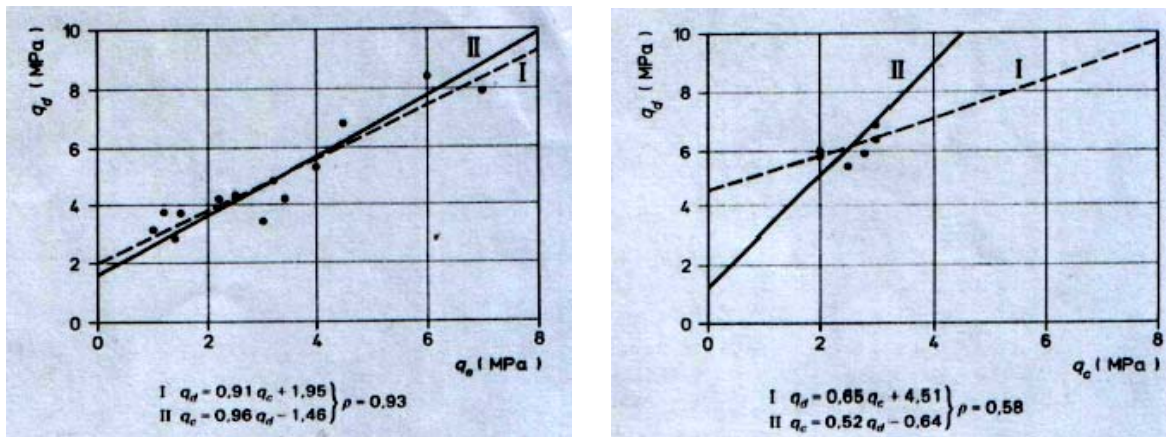 q_d (MPa)
10
8
6
4
2
0
II
I
0 2 4 6 8
q_e (MPa)
I q_d = 0,91 q_c + 1,95
II q_c = 0,96 q_d - 1,46
} ρ = 0,93
q_d (MPa)
10
8
6
4
2
0
II
I
0 2 4 6 8
q_c (MPa)
I q_d = 0,65 q_c + 4,51
II q_c = 0,52 q_d - 0,64
} ρ = 0,58